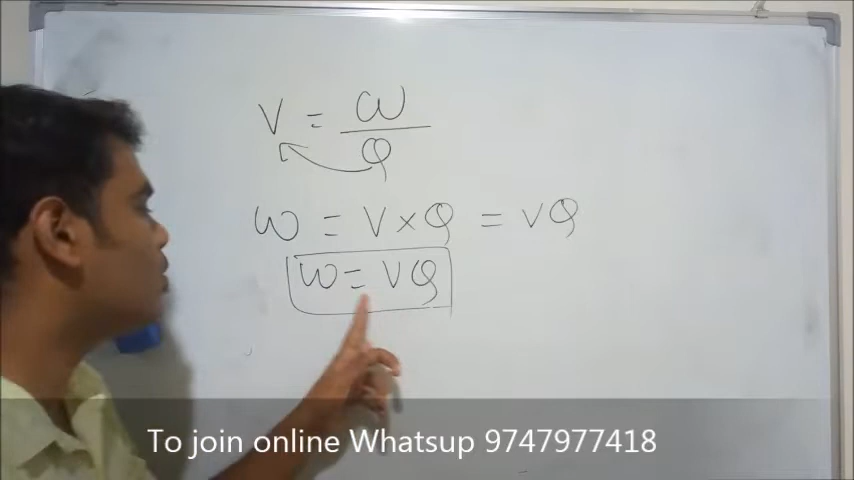 V = W/Q
W = V × Q = VQ
W = VQ
To join online Whatsup 9747977418